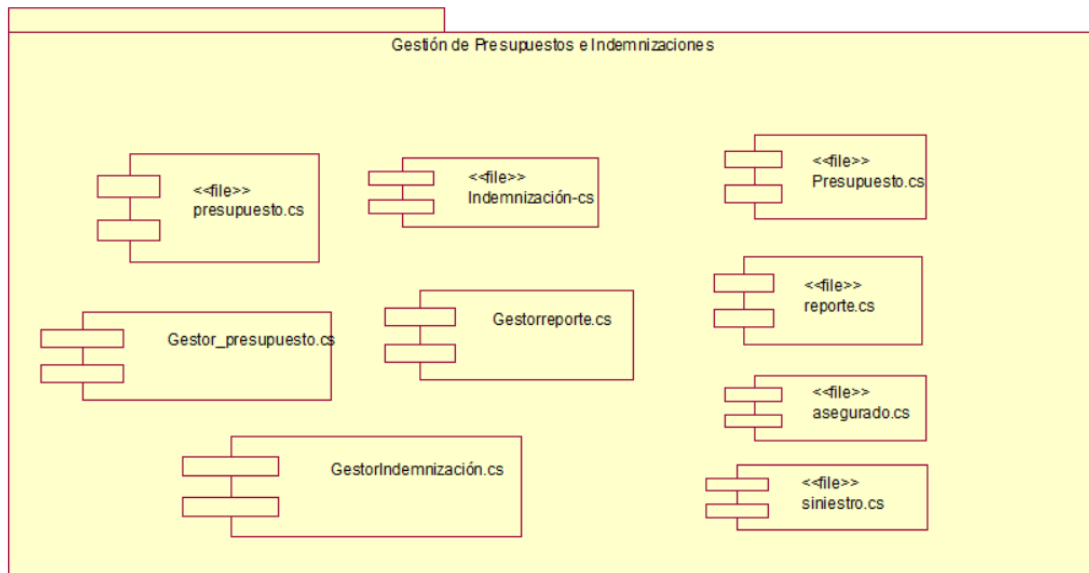 Gestión de Presupuestos e Indemnizaciones
<<file>>
presupuesto.cs
<<file>>
Indemnización-cs
<<file>>
Presupuesto.cs
Gestor_presupuesto.cs
Gestorreporte.cs
<<file>>
reporte.cs
<<file>>
asegurado.cs
GestorIndemnización.cs
<<file>>
siniestro.cs